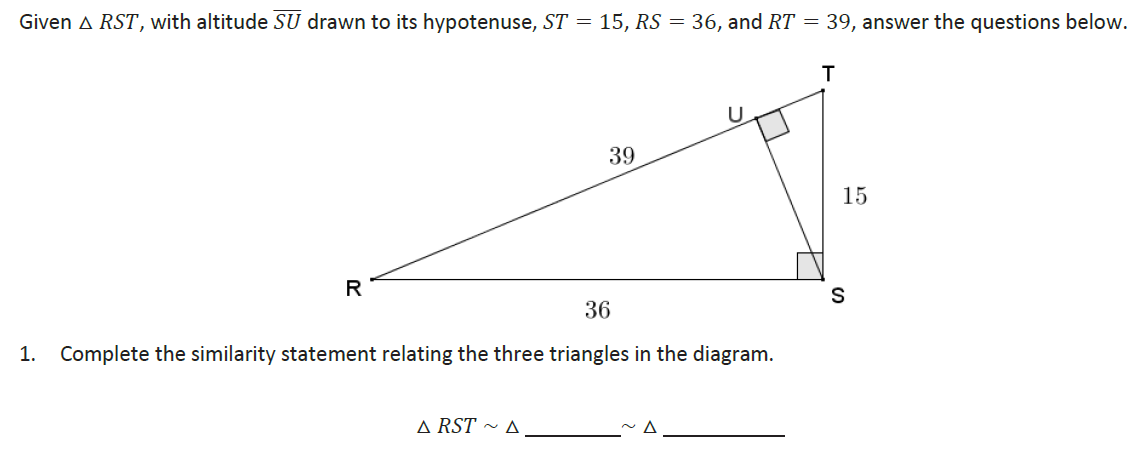 Given △ RST, with altitude S̅U̅ drawn to its hypotenuse, ST = 15, RS = 36, and RT = 39, answer the questions below.
T
U
39
15
R
S
36
1. Complete the similarity statement relating the three triangles in the diagram.
△ RST ~ △ ________ ~ △ ________